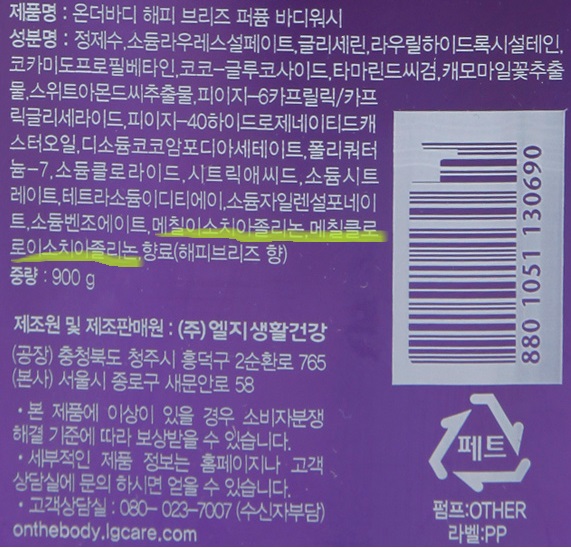 제품명 : 온더바디 해피 브리즈 퍼퓸 바디워시
성분명 : 정제수,소듐라우레스설페이트,글리세린,라우릴하이드록시설테인,
코카미도프로필베타인,코코-글루코사이드,타마린드씨검,캐모마일꽃추출
물,스위트아몬드씨추출물,피이지-6카프릴릭/카프
릭글리세라이드,피이지-40하이드로제네이티드캐
스터오일,디소듐코코암포디아세테이트,폴리쿼터
늄-7,소듐클로라이드,시트릭애씨드,소듐시트
레이트,테트라소듐이디티에이,소듐자일렌설포네이
트,소듐벤조에이트,메칠이소치아졸리논,메칠클로
로이소치아졸리논,향료(해피브리즈 향)
중량 : 900 g
제조원 및 제조판매원 : (주)엘지생활건강
(공장) 충청북도 청주시 흥덕구 2순환로 765
(본사) 서울시 종로구 새문안로 58
· 본 제품에 이상이 있을 경우 소비자분쟁
해결 기준에 따라 보상받을 수 있습니다.
· 세부적인 제품 정보는 홈페이지나 고객
상담실에 문의 하시면 얻을 수 있습니다.
· 고객상담실 : 080- 023-7007 (수신자부담)
onthebody.lgcare.com
880 1051 130690
페트
펌프:OTHER
라벨:PP